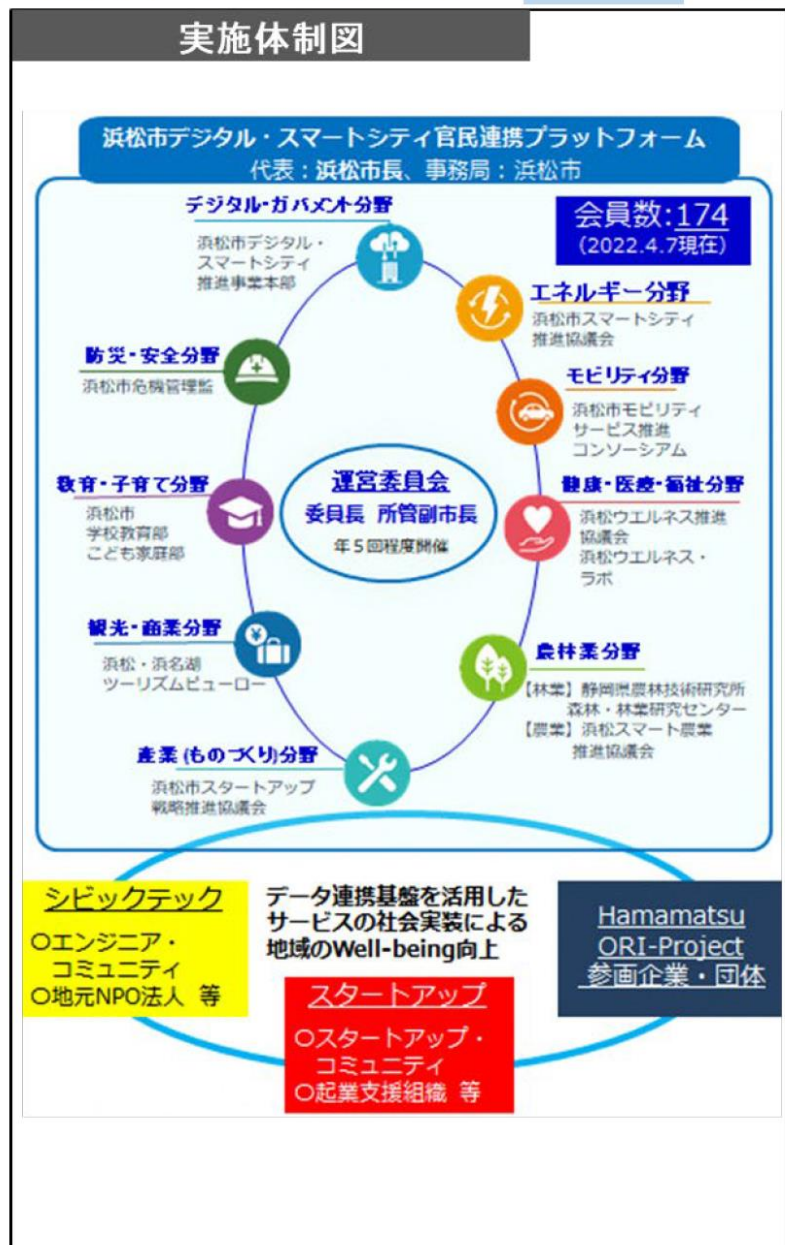 実施体制図
浜松市デジタル・スマートシティ官民連携プラットフォーム
代表：浜松市長、事務局：浜松市
デジタル・ガバメント分野
浜松市デジタル・
スマートシティ
推進事業本部
会員数:174
(2022.4.7現在)
エネルギー分野
浜松市スマートシティ
推進協議会
防災・安全分野
浜松市危機管理監
モビリティ分野
浜松市モビリティ
サービス推進
コンソーシアム
教育・子育て分野
浜松市
学校教育部
こども家庭部
運営委員会
委員長 所管副市長
年５回程度開催
健康・医療・福祉分野
浜松ウエルネス推進
協議会
浜松ウエルネス・
ラボ
観光・商業分野
浜松・浜名湖
ツーリズムビューロー
農林業分野
【林業】静岡県農林技術研究所
森林・林業研究センター
【農業】浜松スマート農業
推進協議会
産業(ものづくり)分野
浜松市スタートアップ
戦略推進協議会
シビックテック
〇エンジニア・
コミュニティ
〇地元NPO法人 等
データ連携基盤を活用した
サービスの社会実装による
地域のWell-being向上
スタートアップ
〇スタートアップ・
コミュニティ
〇起業支援組織 等
Hamamatsu
ORI-Project
参画企業・団体